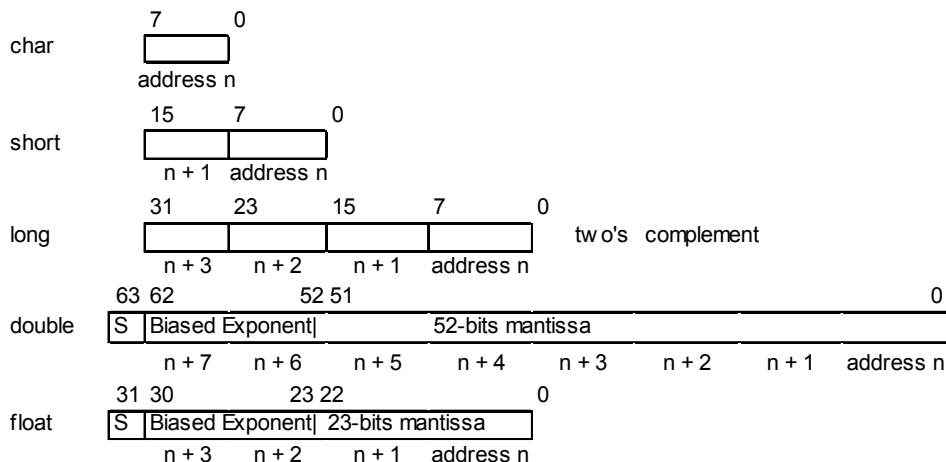 7 0
char
address n
15 7 0
short
n + 1 address n
31 23 15 7 0
long two's complement
n + 3 n + 2 n + 1 address n
63 62 52 51 0
double S Biased Exponent| 52-bits mantissa
n + 7 n + 6 n + 5 n + 4 n + 3 n + 2 n + 1 address n
31 30 23 22 0
float S Biased Exponent| 23-bits mantissa
n + 3 n + 2 n + 1 address n